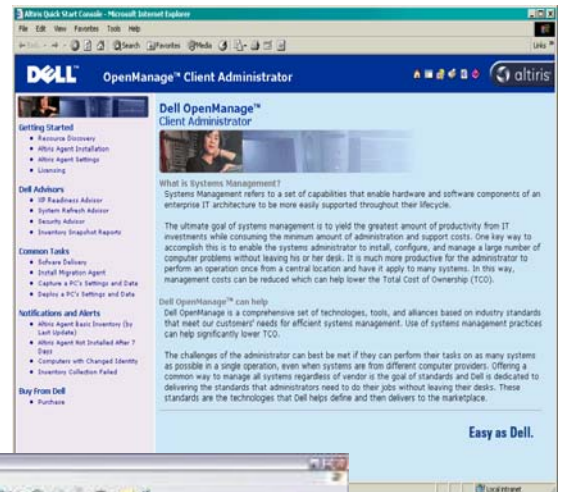 Altiris Quick Start Console - Microsoft Internet Explorer
File Edit View Favorites Tools Help
Search Favorites Media
Links
DELL OpenManage™ Client Administrator altiris
Getting Started
Resource Discovery
Altiris Agent Installation
Altiris Agent Settings
Licensing
Dell Advisors
XP Readiness Advisor
System Refresh Advisor
Security Advisor
Inventory Snapshot Reports
Common Tasks
Software Delivery
Install Migration Agent
Capture a PC's Settings and Data
Deploy a PC's Settings and Data
Notifications and Alerts
Altiris Agent Basic Inventory (by
Last Update)
Altiris Agent Not Installed After 7
Days
Computers with Changed Identity
Inventory Collection Failed
Buy From Dell
Purchase
Dell OpenManage™
Client Administrator
What is Systems Management?
Systems Management refers to a set of capabilities that enable hardware and software components of an
enterprise IT architecture to be more easily supported throughout their lifecycle.
The ultimate goal of systems management is to yield the greatest amount of productivity from IT
investments while consuming the minimum amount of administration and support costs. One key way to
accomplish this is to enable the systems administrator to install, configure, and manage a large number of
computer problems without leaving his or her desk. It is much more productive for the administrator to
perform an operation once from a central location and have it apply to many systems. In this way,
management costs can be reduced which can help lower the Total Cost of Ownership (TCO).
Dell OpenManage™ can help
Dell OpenManage is a comprehensive set of technologies, tools, and alliances based on industry standards
that meet our customers' needs for efficient systems management. Use of systems management practices
can help significantly lower TCO.
The challenges of the administrator can best be met if they can perform their tasks on as many systems
as possible in a single operation, even when systems are from different computer providers. Offering a
common way to manage all systems regardless of vendor is the goal of standards and Dell is dedicated to
delivering the standards that administrators need to do their jobs without leaving their desks. These
standards are the technologies that Dell helps define and then delivers to the marketplace.
Easy as Dell.
Local intranet